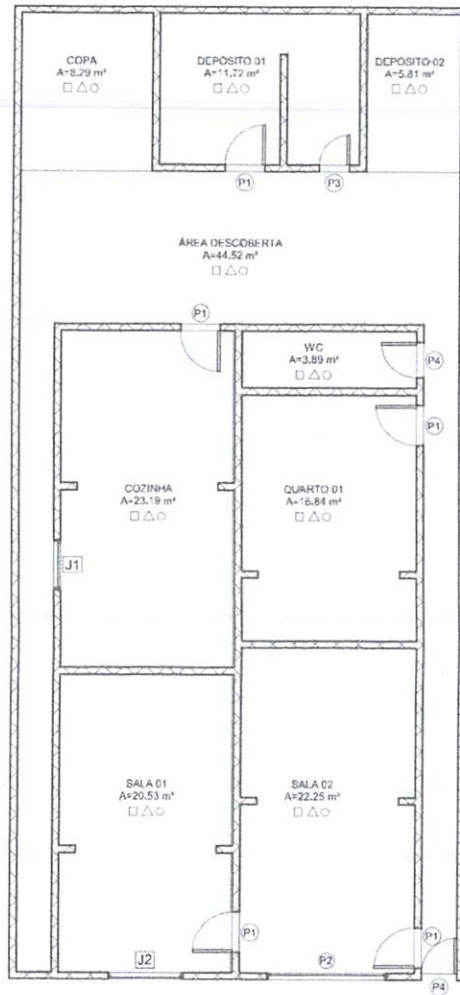 COPA
A=8.29 m²
DEPÓSITO 01
A=11.72 m²
DEPÓSITO 02
A=5.81 m²
P1
P3
ÁREA DESCOBERTA
A=44.52 m²
P1
WC
A=3.89 m²
P4
P1
COZINHA
A=23.19 m²
QUARTO 01
A=16.84 m²
J1
SALA 01
A=20.53 m²
SALA 02
A=22.25 m²
P1
P1
J2
P2
P4